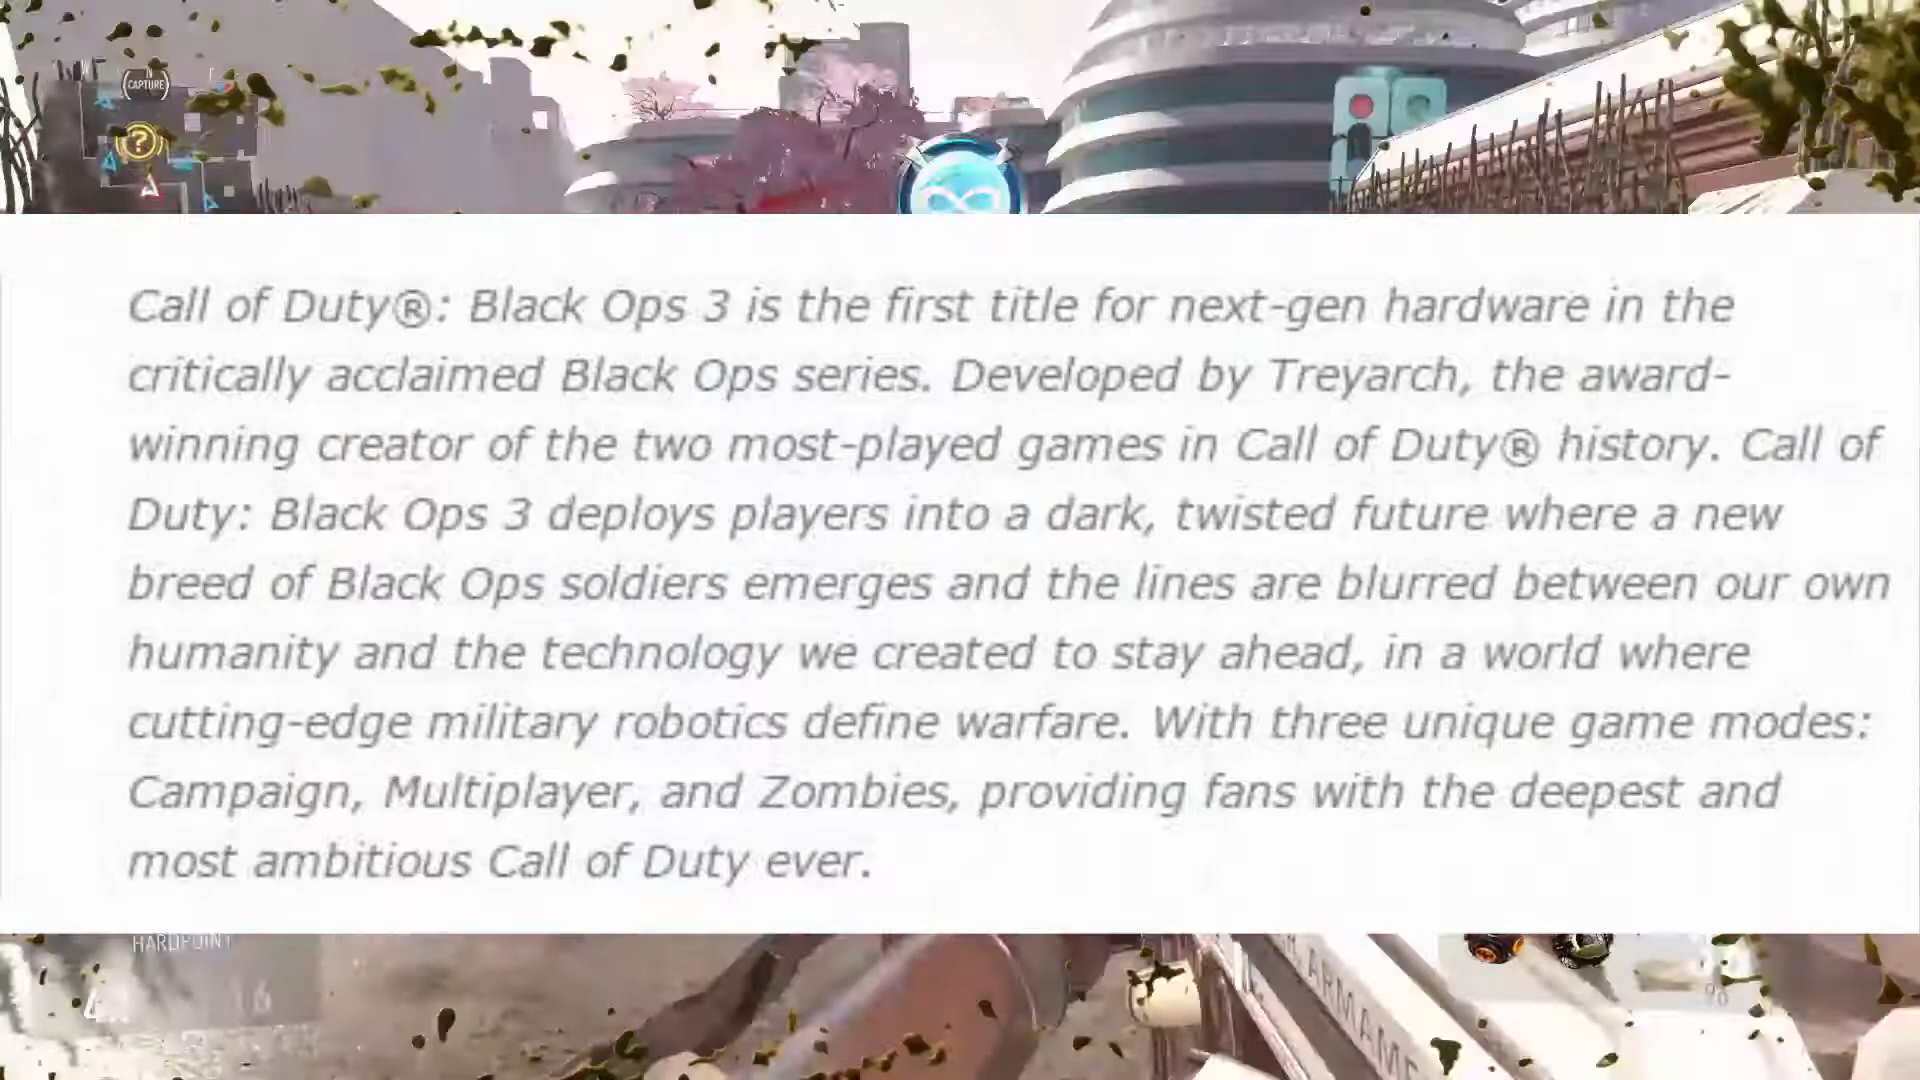 N
CAPTURE
?
Call of Duty®: Black Ops 3 is the first title for next-gen hardware in the
critically acclaimed Black Ops series. Developed by Treyarch, the award-
winning creator of the two most-played games in Call of Duty® history. Call of
Duty: Black Ops 3 deploys players into a dark, twisted future where a new
breed of Black Ops soldiers emerges and the lines are blurred between our own
humanity and the technology we created to stay ahead, in a world where
cutting-edge military robotics define warfare. With three unique game modes:
Campaign, Multiplayer, and Zombies, providing fans with the deepest and
most ambitious Call of Duty ever.
HARDPOINT